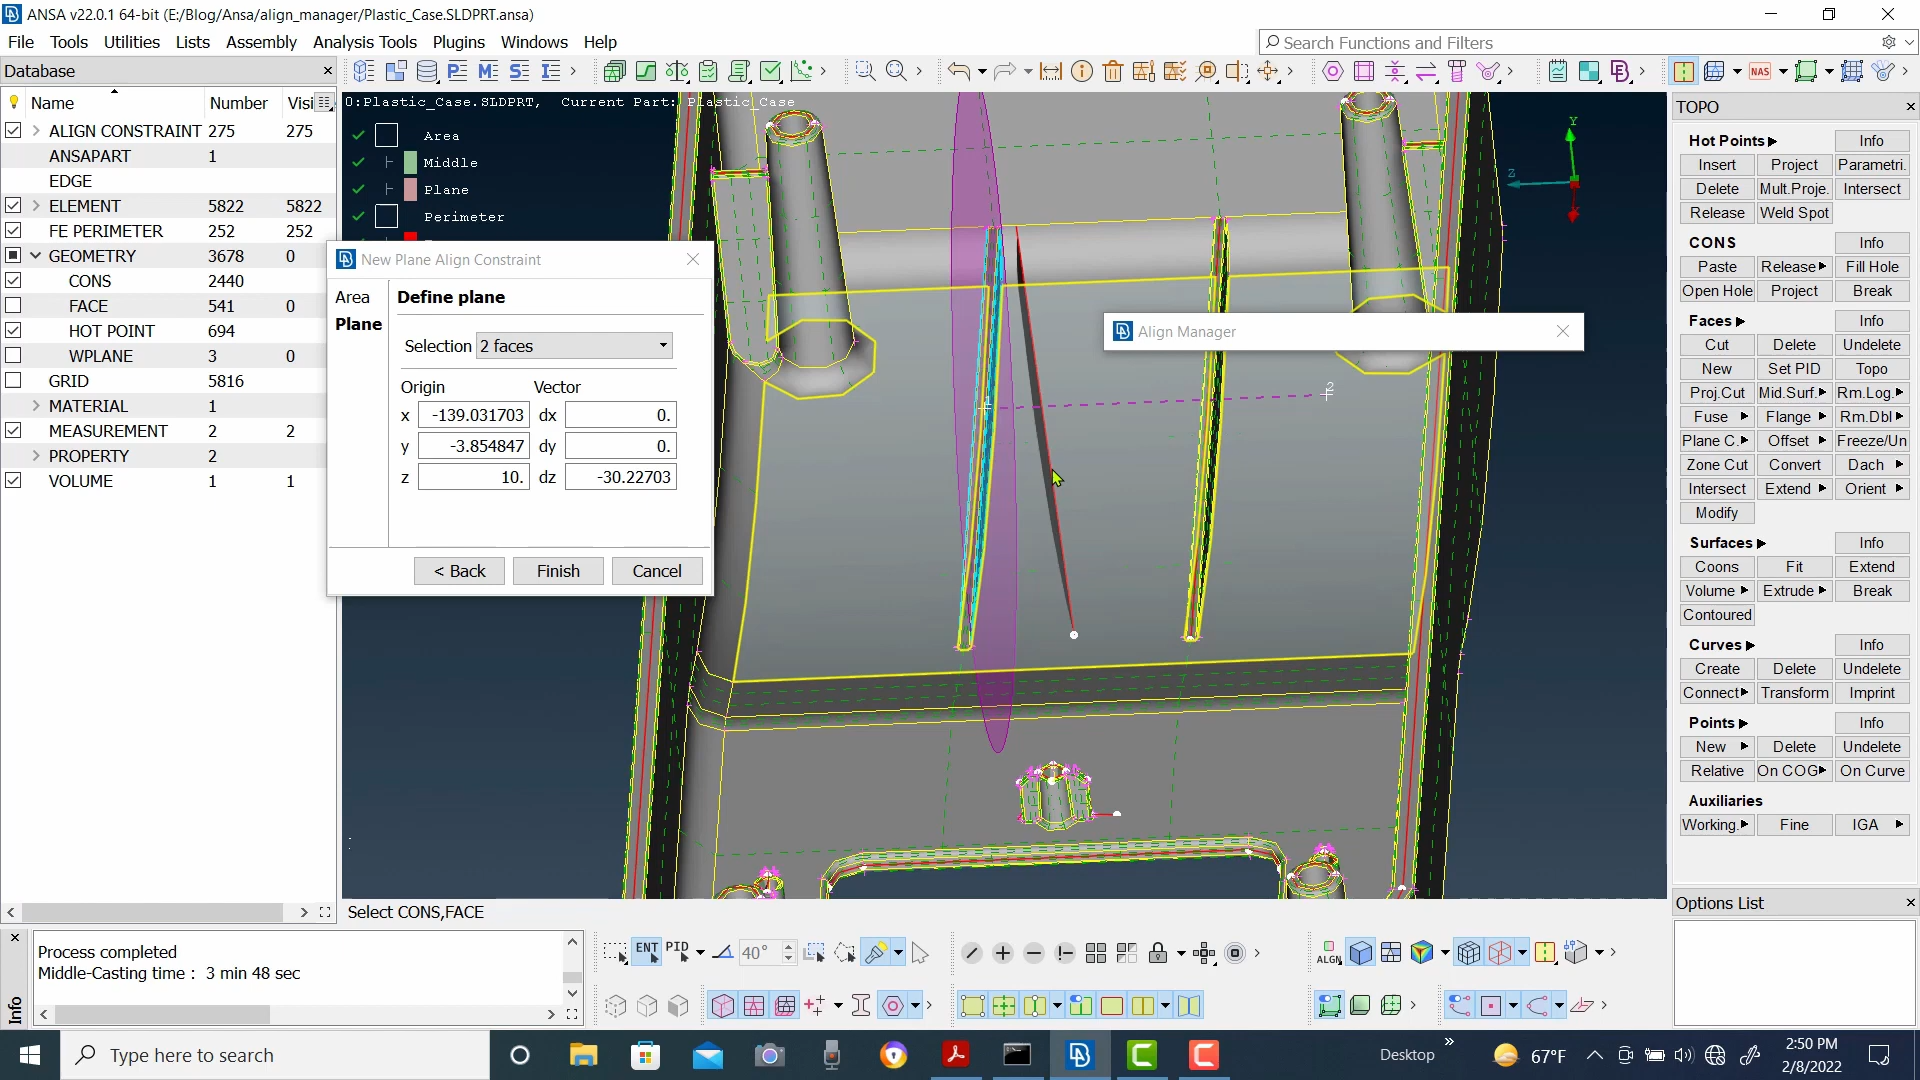 ANSA v22.0.1 64-bit (E:/Blog/Ansa/align_manager/Plastic_Case.SLDPRT.ansa)
File Tools Utilities Lists Assembly Analysis Tools Plugins Windows Help
Search Functions and Filters
Database
Name Number Visi
ALIGN CONSTRAINT 275 275
ANSAPART 1
EDGE
ELEMENT 5822 5822
FE PERIMETER 252 252
GEOMETRY 3678 0
CONS 2440
FACE 541 0
HOT POINT 694
WPLANE 3 0
GRID 5816
MATERIAL 1
MEASUREMENT 2 2
PROPERTY 2
VOLUME 1 1
0:Plastic_Case.SLDPRT, Current Part: Plastic_Case
Area
Middle
Plane
Perimeter
New Plane Align Constraint
Area
Plane
Define plane
Selection 2 faces
Origin Vector
x -139.031703 dx 0.
y -3.854847 dy 0.
z 10. dz -30.22703
< Back Finish Cancel
Align Manager
1
2
Y
Z
Select CONS,FACE
TOPO
Hot Points Info
Insert Project Parametri.
Delete Mult.Proje. Intersect
Release Weld Spot
CONS Info
Paste Release Fill Hole
Open Hole Project Break
Faces Info
Cut Delete Undelete
New Set PID Topo
Proj.Cut Mid.Surf. Rm.Log.
Fuse Flange Rm.Dbl
Plane C. Offset Freeze/Un
Zone Cut Convert Dach
Intersect Extend Orient
Modify
Surfaces Info
Coons Fit Extend
Volume Extrude Break
Contoured
Curves Info
Create Delete Undelete
Connect Transform Imprint
Points Info
New Delete Undelete
Relative On COG On Curve
Auxiliaries
Working. Fine IGA
Options List
Info
Process completed
Middle-Casting time : 3 min 48 sec
ENT PID 40°
ALGN
NAS
Type here to search
Desktop
67°F
2:50 PM
2/8/2022